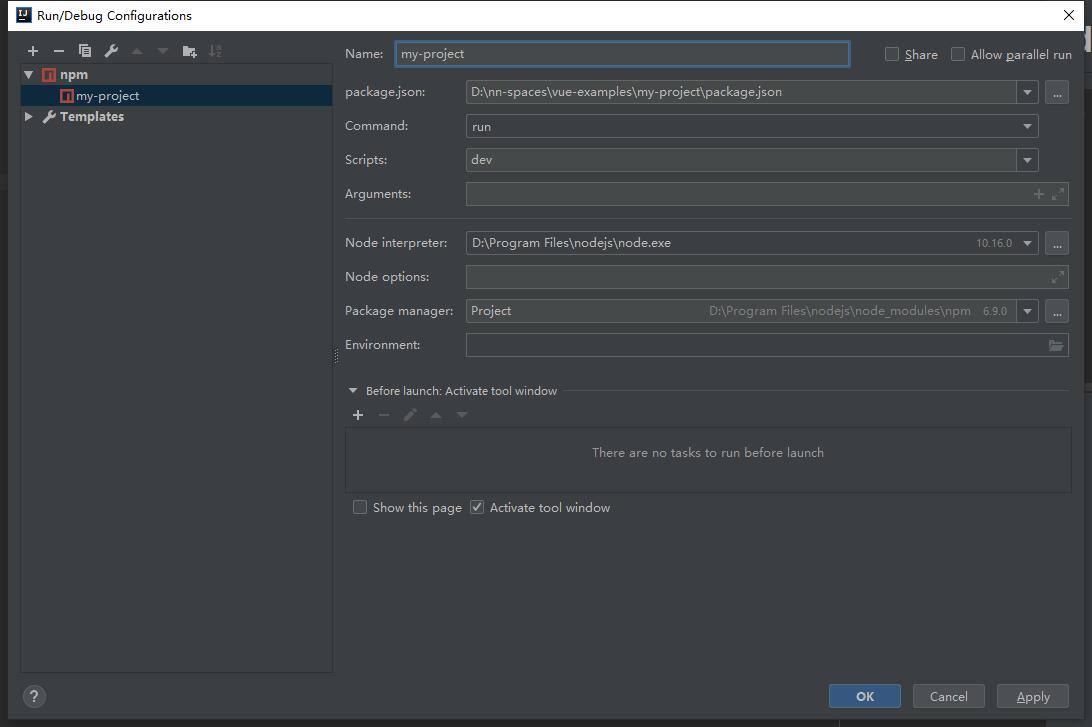 Run/Debug Configurations
npm
my-project
Templates
Name: my-project Share Allow parallel run
package.json: D:\nn-spaces\vue-examples\my-project\package.json ...
Command: run
Scripts: dev
Arguments:
Node interpreter: D:\Program Files\nodejs\node.exe 10.16.0 ...
Node options:
Package manager: Project D:\Program Files\nodejs\node_modules\npm 6.9.0 ...
Environment:
Before launch: Activate tool window
There are no tasks to run before launch
Show this page Activate tool window
? OK Cancel Apply